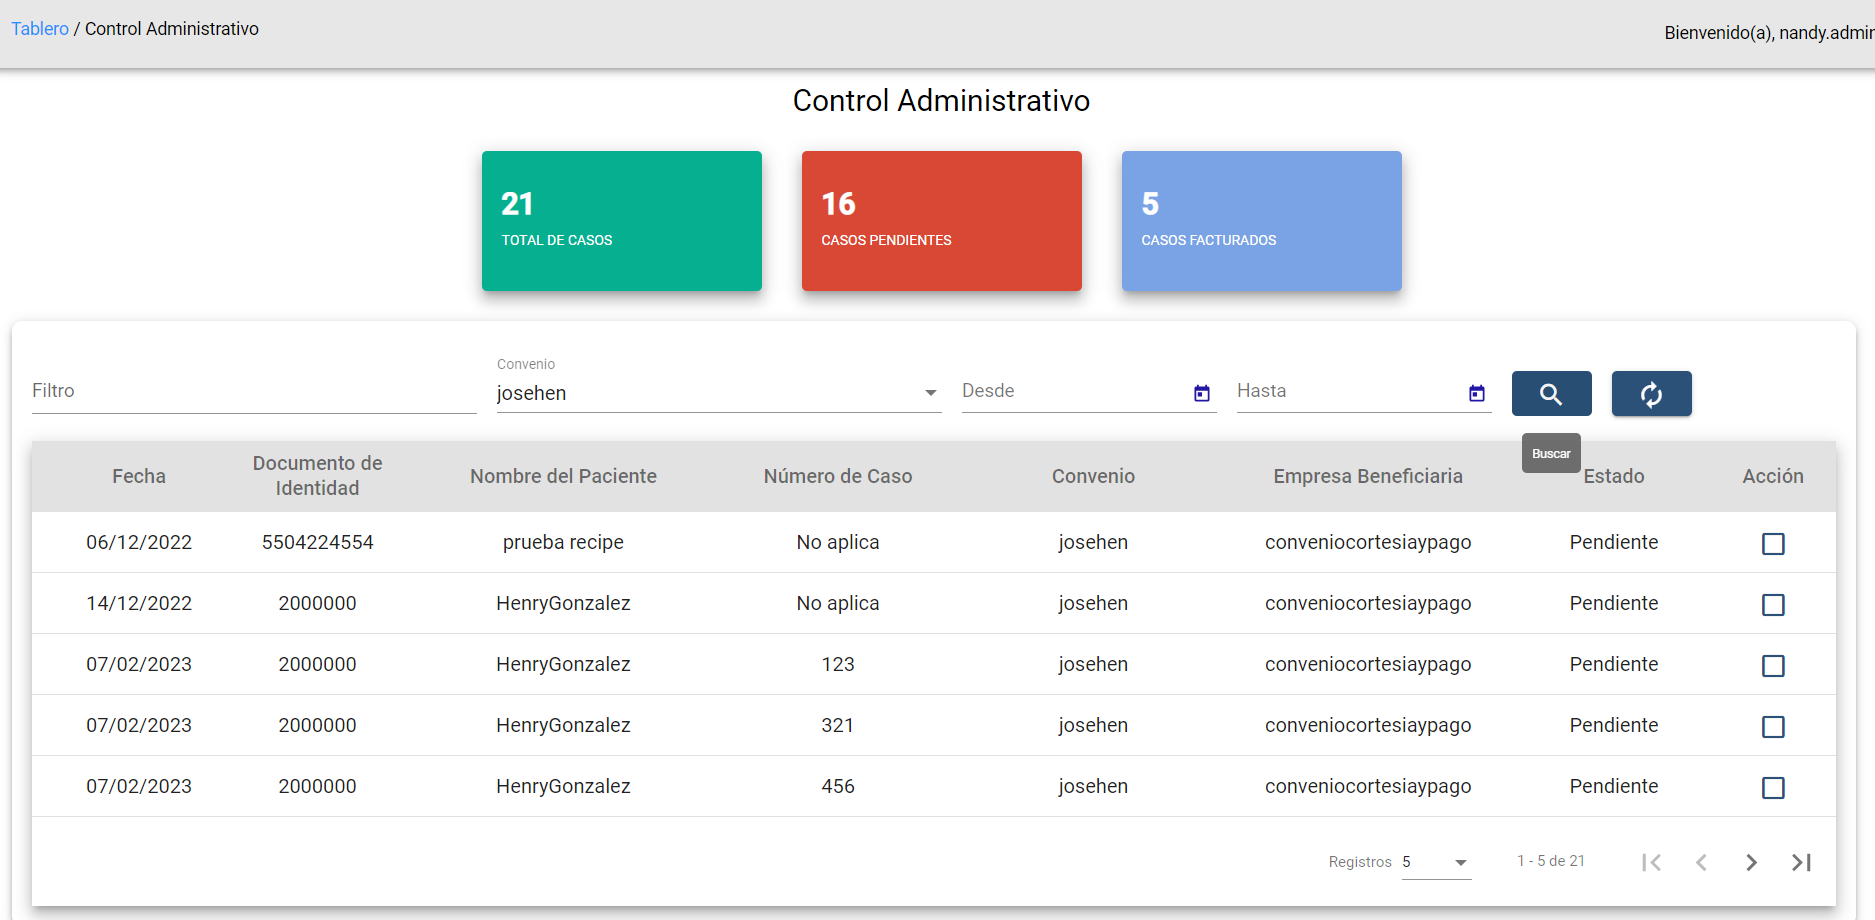 Tablero / Control Administrativo
Bienvenido(a), nandy.admin
Control Administrativo
21
TOTAL DE CASOS
16
CASOS PENDIENTES
5
CASOS FACTURADOS
Filtro
Convenio
josehen
Desde
Hasta
Buscar
Fecha Documento de Identidad Nombre del Paciente Número de Caso Convenio Empresa Beneficiaria Estado Acción
06/12/2022 5504224554 prueba recipe No aplica josehen conveniocortesiaypago Pendiente
14/12/2022 2000000 HenryGonzalez No aplica josehen conveniocortesiaypago Pendiente
07/02/2023 2000000 HenryGonzalez 123 josehen conveniocortesiaypago Pendiente
07/02/2023 2000000 HenryGonzalez 321 josehen conveniocortesiaypago Pendiente
07/02/2023 2000000 HenryGonzalez 456 josehen conveniocortesiaypago Pendiente
Registros 5 1 - 5 de 21